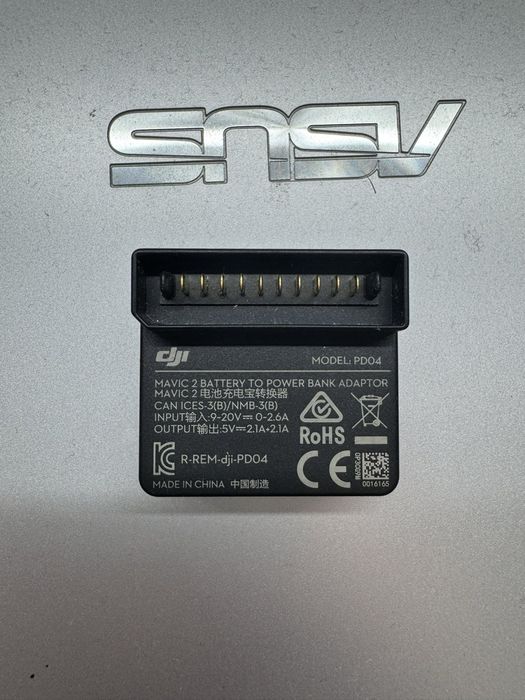 ASUS
dji
MODEL: PD04
MAVIC 2 BATTERY TO POWER BANK ADAPTOR
MAVIC 2 电池充电宝转换器
CAN ICES-3(B)/NMB-3(B)
INPUT输入:9-20V⎓ 0-2.6A
OUTPUT输出:5V⎓2.1A+2.1A
RoHS
R-REM-dji-PD04
CE
0016165
MADE IN CHINA 中国制造